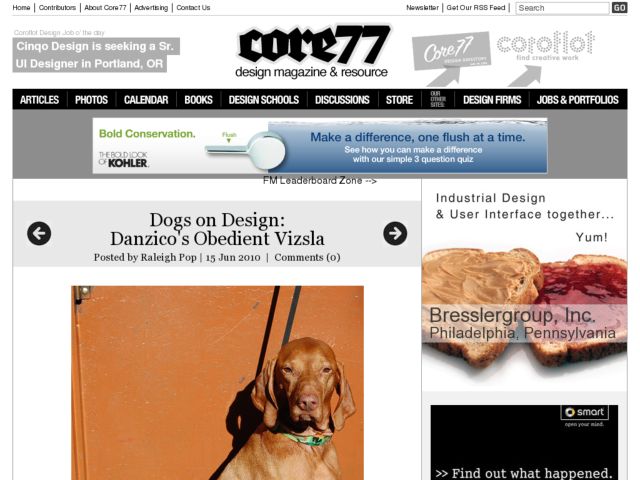 Home | Contributors | About Core77 | Advertising | Contact Us
Newsletter | Get Our RSS Feed | Search GO
Coroflot Design Job o' the day
Cinqo Design is seeking a Sr.
UI Designer in Portland, OR
core77
design magazine & resource
Core77
DESIGN DIRECTORY
coroflot
find creative work
ARTICLES | PHOTOS | CALENDAR | BOOKS | DESIGN SCHOOLS | DISCUSSIONS | STORE | OUR OTHER SITES: | DESIGN FIRMS | JOBS & PORTFOLIOS
Bold Conservation.
Flush
THE BOLD LOOK
OF KOHLER.
Make a difference, one flush at a time.
See how you can make a difference
with our simple 3 question quiz
FM Leaderboard Zone -->
Dogs on Design:
Danzico's Obedient Vizsla
Posted by Raleigh Pop | 15 Jun 2010 | Comments (0)
Industrial Design
& User Interface together...
Yum!
Bresslergroup, Inc.
Philadelphia, Pennsylvania
smart
open your mind.
>> Find out what happened.